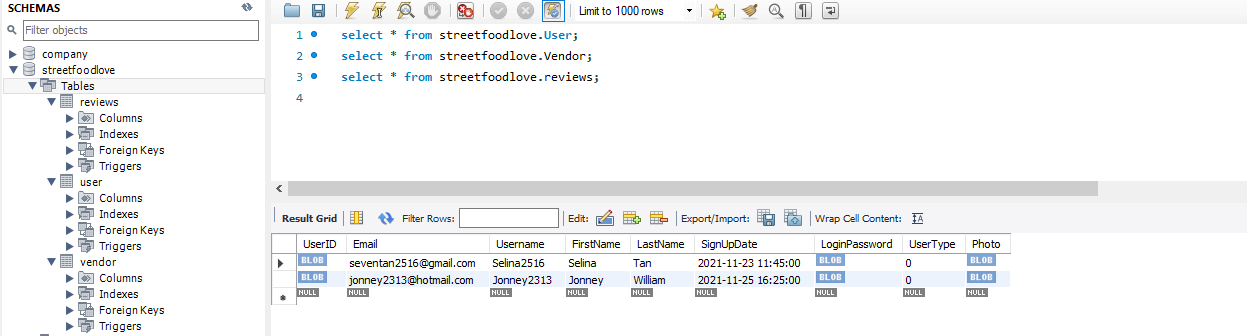 SCHEMAS
Filter objects
company
streetfoodlove
Tables
reviews
Columns
Indexes
Foreign Keys
Triggers
user
Columns
Indexes
Foreign Keys
Triggers
vendor
Columns
Indexes
Foreign Keys
Triggers
Limit to 1000 rows
1 select * from streetfoodlove.User;
2 select * from streetfoodlove.Vendor;
3 select * from streetfoodlove.reviews;
4
Result Grid Filter Rows: Edit: Export/Import: Wrap Cell Content: IA
UserID Email Username FirstName LastName SignUpDate LoginPassword UserType Photo
BLOB seventan2516@gmail.com Selina2516 Selina Tan 2021-11-23 11:45:00 BLOB 0 BLOB
BLOB jonney2313@hotmail.com Jonney2313 Jonney William 2021-11-25 16:25:00 BLOB 0 BLOB
NULL NULL NULL NULL NULL NULL NULL NULL NULL